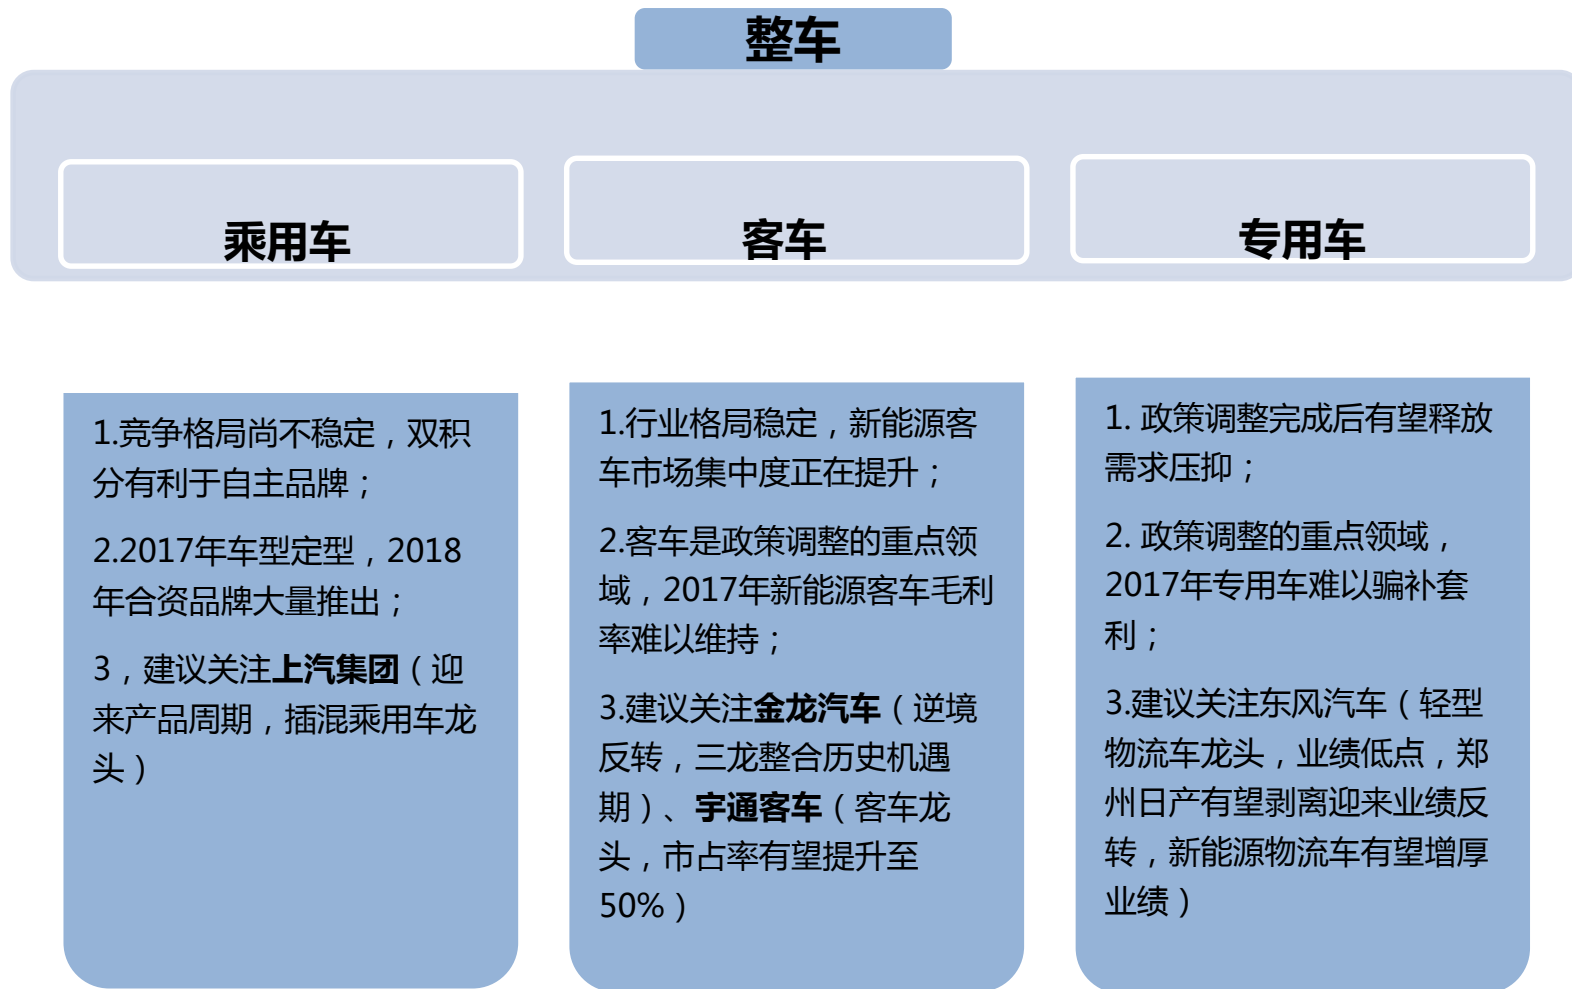 整车
乘用车
客车
专用车
1.竞争格局尚不稳定，双积
分有利于自主品牌；
2.2017年车型定型，2018
年合资品牌大量推出；
3，建议关注上汽集团（迎
来产品周期，插混乘用车龙
头）
1.行业格局稳定，新能源客
车市场集中度正在提升；
2.客车是政策调整的重点领
域，2017年新能源客车毛利
率难以维持；
3.建议关注金龙汽车（逆境
反转，三龙整合历史机遇
期）、宇通客车（客车龙
头，市占率有望提升至
50%）
1. 政策调整完成后有望释放
需求压抑；
2. 政策调整的重点领域，
2017年专用车难以骗补套
利；
3.建议关注东风汽车（轻型
物流车龙头，业绩低点，郑
州日产有望剥离迎来业绩反
转，新能源物流车有望增厚
业绩）